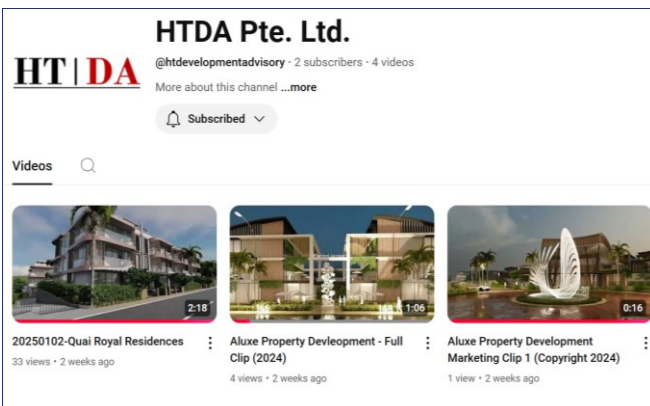 HTDA Pte. Ltd.
HT|DA
@htdevelopmentadvisory · 2 subscribers · 4 videos
More about this channel ...more
Subscribed
Videos
2:18
1:06
0:16
20250102-Quai Royal Residences
33 views • 2 weeks ago
Aluxe Property Devleopment - Full
Clip (2024)
4 views • 2 weeks ago
Aluxe Property Development
Marketing Clip 1 (Copyright 2024)
1 view • 2 weeks ago